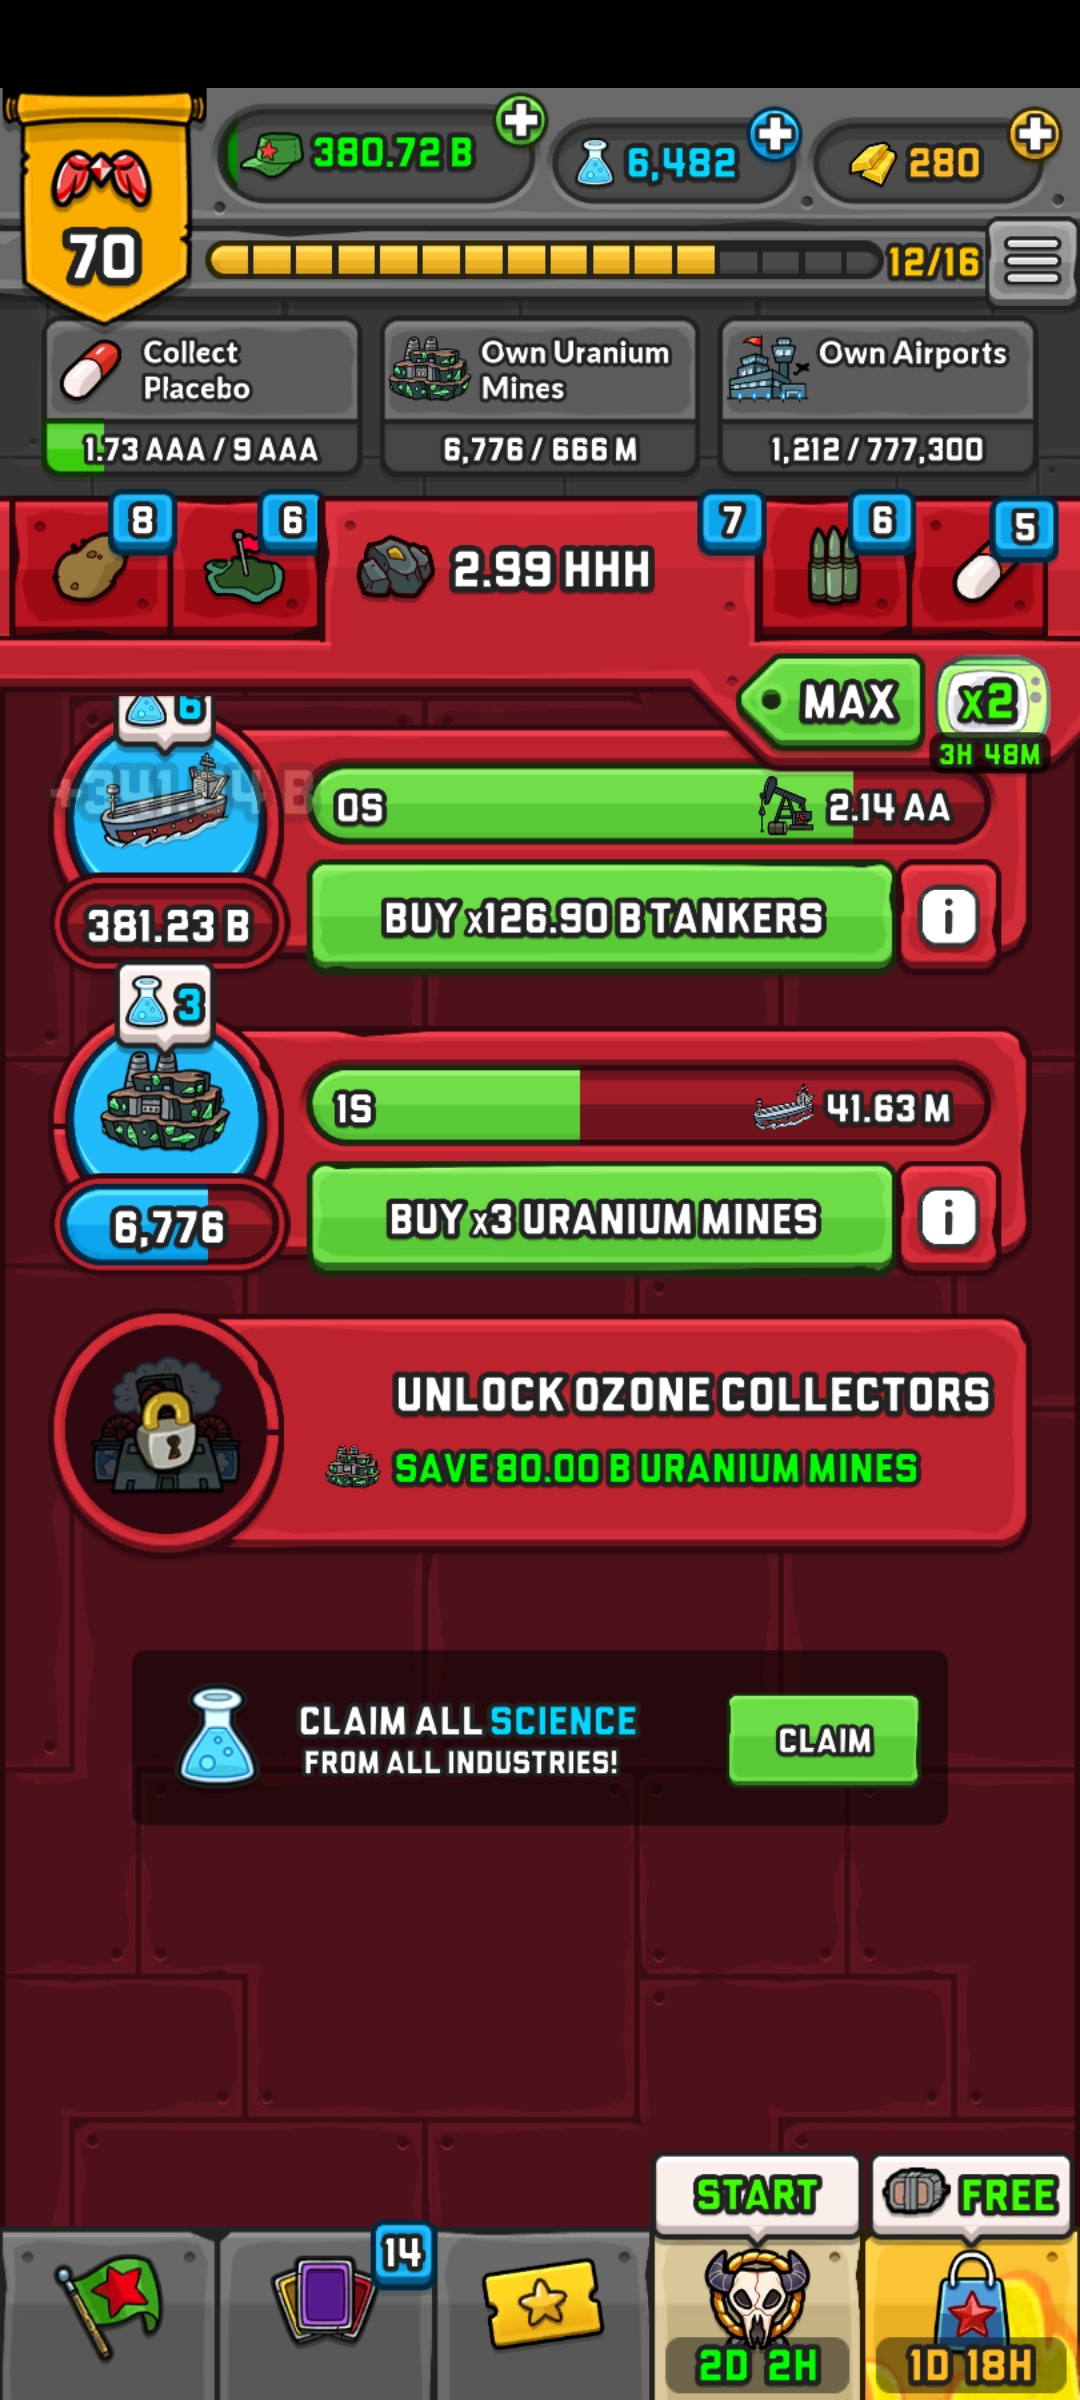 380.72 B
6,482
280
70
12/16
Collect
Placebo
1.73 AAA / 9 AAA
Own Uranium
Mines
6,776 / 666 M
Own Airports
1,212 / 777,300
8
6
2.99 HHH
7
6
5
MAX
x2
3H 48M
6
0S
2.14 AA
381.23 B
BUY x126.90 B TANKERS
i
3
1S
41.63 M
6,776
BUY x3 URANIUM MINES
i
UNLOCK OZONE COLLECTORS
SAVE 80.00 B URANIUM MINES
CLAIM ALL SCIENCE
FROM ALL INDUSTRIES!
CLAIM
START
FREE
14
2D 2H
1D 18H